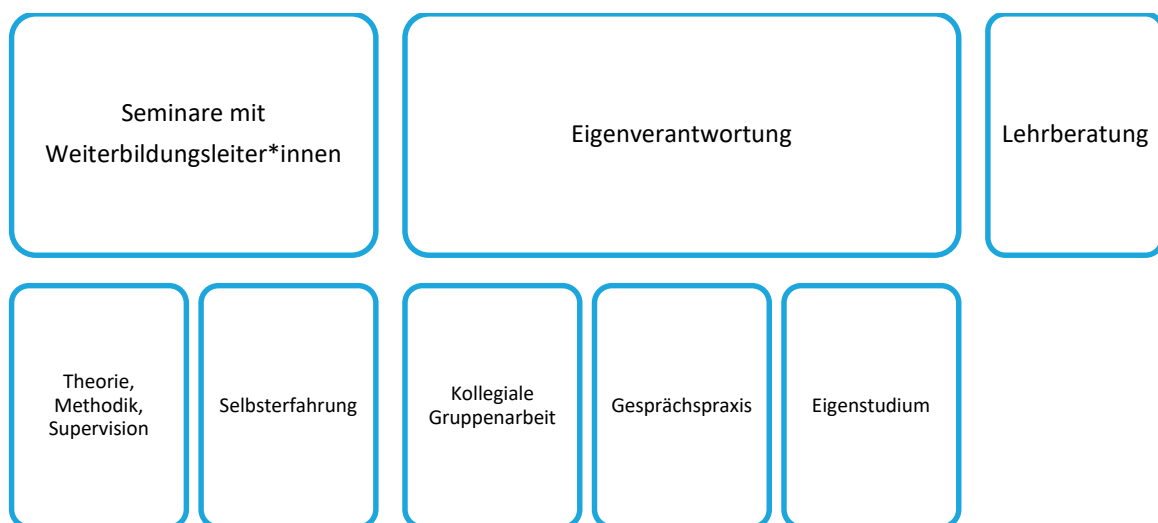 Seminare mit
Weiterbildungsleiter*innen
Eigenverantwortung
Lehrberatung
Theorie,
Methodik,
Supervision
Selbsterfahrung
Kollegiale
Gruppenarbeit
Gesprächspraxis
Eigenstudium